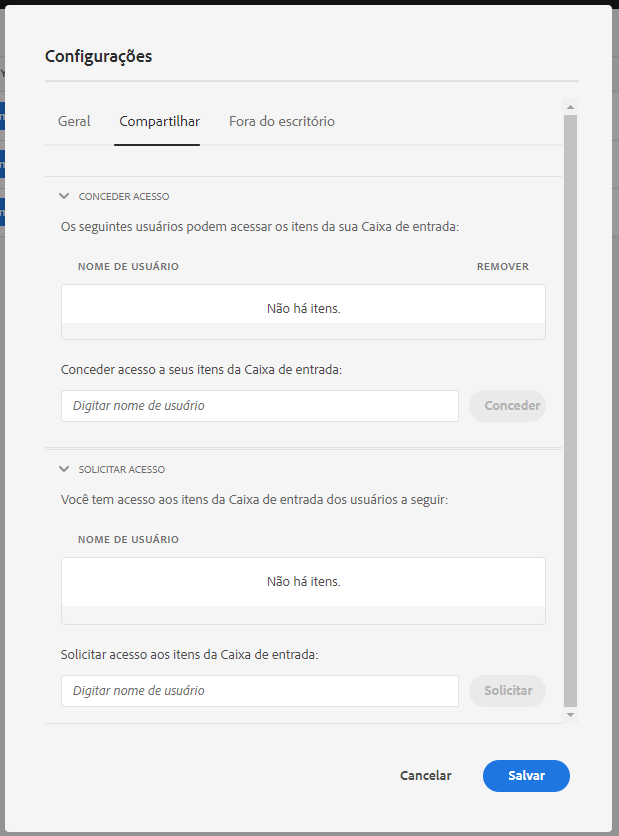 Configurações
Geral Compartilhar Fora do escritório
CONCEDER ACESSO
Os seguintes usuários podem acessar os itens da sua Caixa de entrada:
NOME DE USUÁRIO REMOVER
Não há itens.
Conceder acesso a seus itens da Caixa de entrada:
Digitar nome de usuário Conceder
SOLICITAR ACESSO
Você tem acesso aos itens da Caixa de entrada dos usuários a seguir:
NOME DE USUÁRIO
Não há itens.
Solicitar acesso aos itens da Caixa de entrada:
Digitar nome de usuário Solicitar
Cancelar Salvar